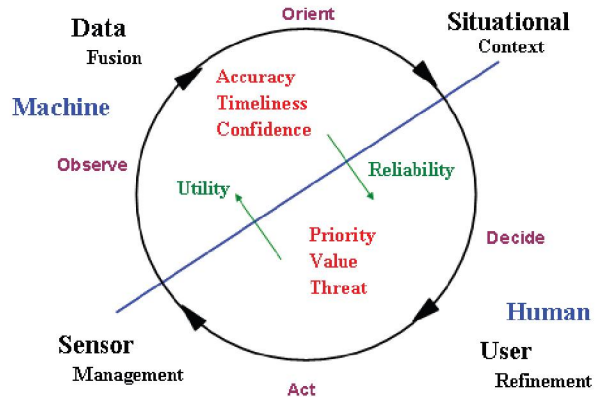 Orient
Data
Fusion
Situational
Context
Machine
Accuracy
Timeliness
Confidence
Observe
Utility
Reliability
Priority
Value
Threat
Decide
Human
Sensor
Management
User
Refinement
Act